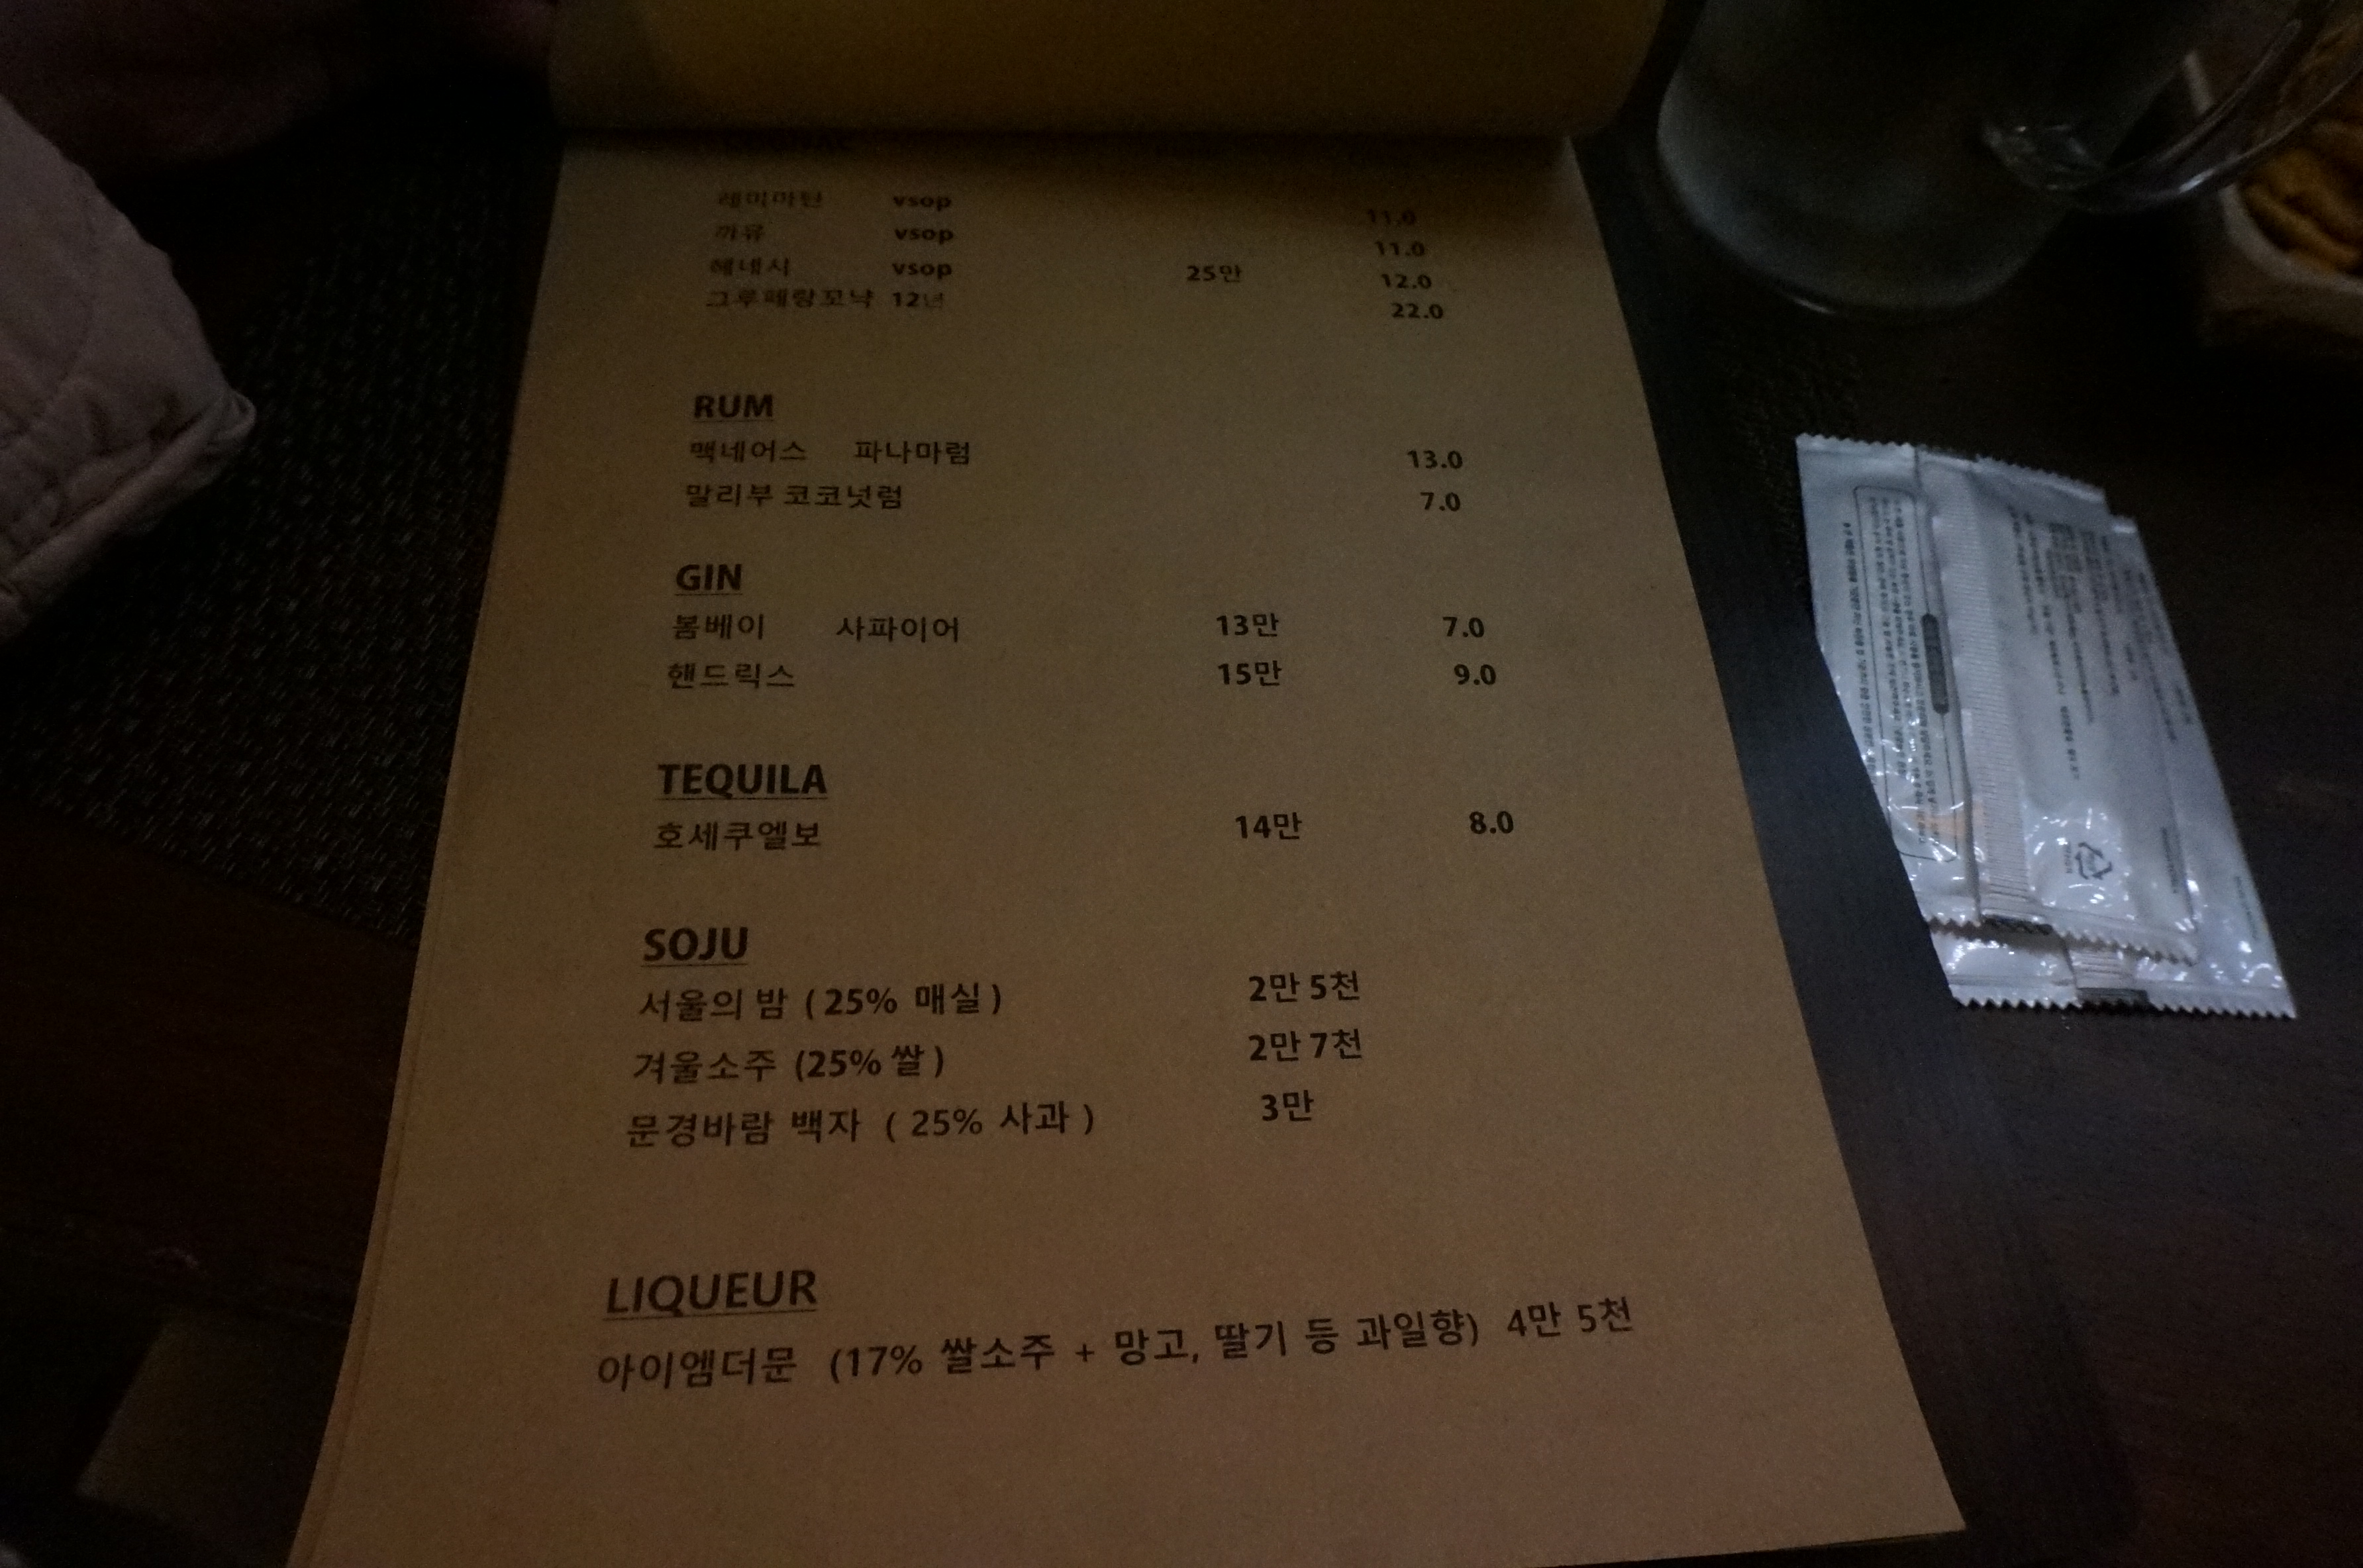 COGNAC
레미마틴 vsop 11.0
까뮤 vsop 11.0
헤네시 vsop 25만 12.0
그루페랑꼬냑 12년 22.0
RUM
맥네어스 파나마럼 13.0
말리부 코코넛럼 7.0
GIN
봄베이 사파이어 13만 7.0
핸드릭스 15만 9.0
TEQUILA
호세쿠엘보 14만 8.0
SOJU
서울의 밤 ( 25% 매실 ) 2만 5천
겨울소주 (25% 쌀 ) 2만 7천
문경바람 백자 ( 25% 사과 ) 3만
LIQUEUR
아이엠더문 (17% 쌀소주 + 망고, 딸기 등 과일향) 4만 5천